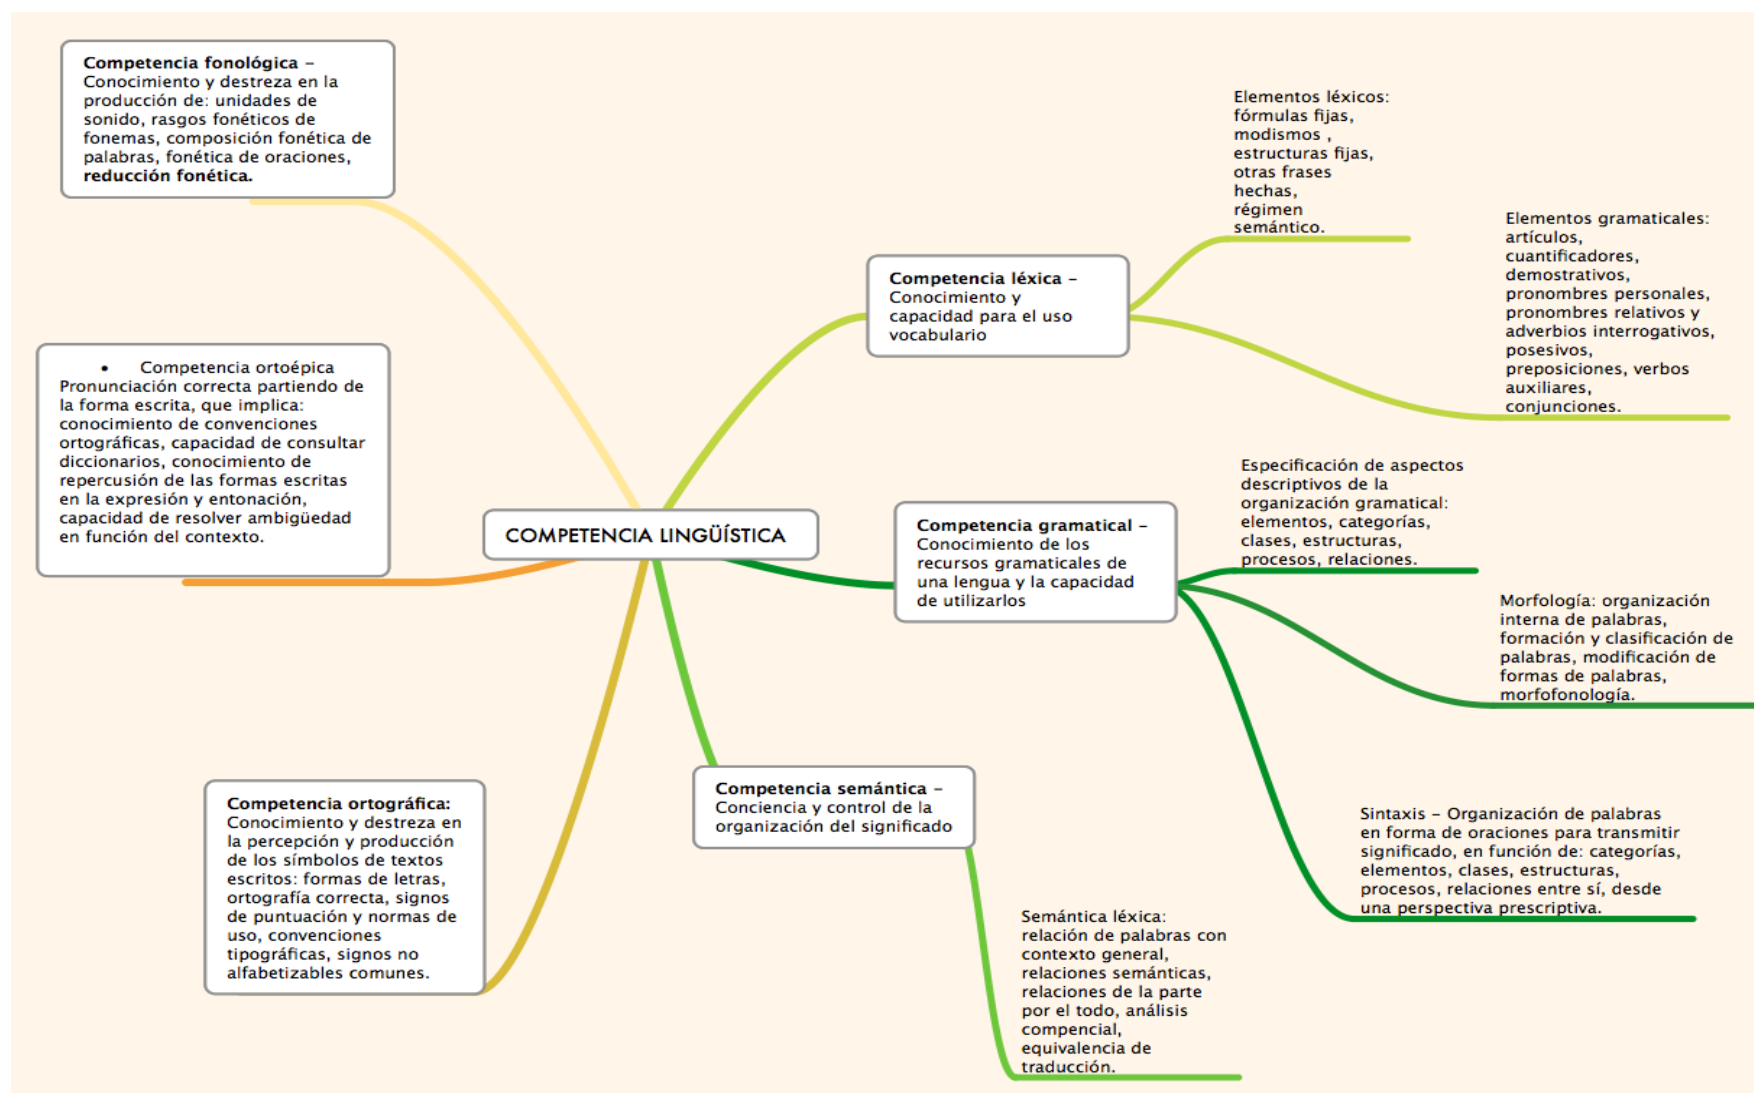 Competencia fonológica –
Conocimiento y destreza en la
producción de: unidades de
sonido, rasgos fonéticos de
fonemas, composición fonética de
palabras, fonética de oraciones,
reducción fonética.
Elementos léxicos:
fórmulas fijas,
modismos ,
estructuras fijas,
otras frases
hechas,
régimen
semántico.
Elementos gramaticales:
artículos,
cuantificadores,
demostrativos,
pronombres personales,
pronombres relativos y
adverbios interrogativos,
posesivos,
preposiciones, verbos
auxiliares,
conjunciones.
Competencia léxica –
Conocimiento y
capacidad para el uso
vocabulario
• Competencia ortoépica
Pronunciación correcta partiendo de
la forma escrita, que implica:
conocimiento de convenciones
ortográficas, capacidad de consultar
diccionarios, conocimiento de
repercusión de las formas escritas
en la expresión y entonación,
capacidad de resolver ambigüedad
en función del contexto.
COMPETENCIA LINGÜÍSTICA
Competencia gramatical –
Conocimiento de los
recursos gramaticales de
una lengua y la capacidad
de utilizarlos
Especificación de aspectos
descriptivos de la
organización gramatical:
elementos, categorías,
clases, estructuras,
procesos, relaciones.
Morfología: organización
interna de palabras,
formación y clasificación de
palabras, modificación de
formas de palabras,
morfofonología.
Sintaxis – Organización de palabras
en forma de oraciones para transmitir
significado, en función de: categorías,
elementos, clases, estructuras,
procesos, relaciones entre sí, desde
una perspectiva prescriptiva.
Competencia semántica –
Conciencia y control de la
organización del significado
Semántica léxica:
relación de palabras con
contexto general,
relaciones semánticas,
relaciones de la parte
por el todo, análisis
compencial,
equivalencia de
traducción.
Competencia ortográfica:
Conocimiento y destreza en
la percepción y producción
de los símbolos de textos
escritos: formas de letras,
ortografía correcta, signos
de puntuación y normas de
uso, convenciones
tipográficas, signos no
alfabetizables comunes.